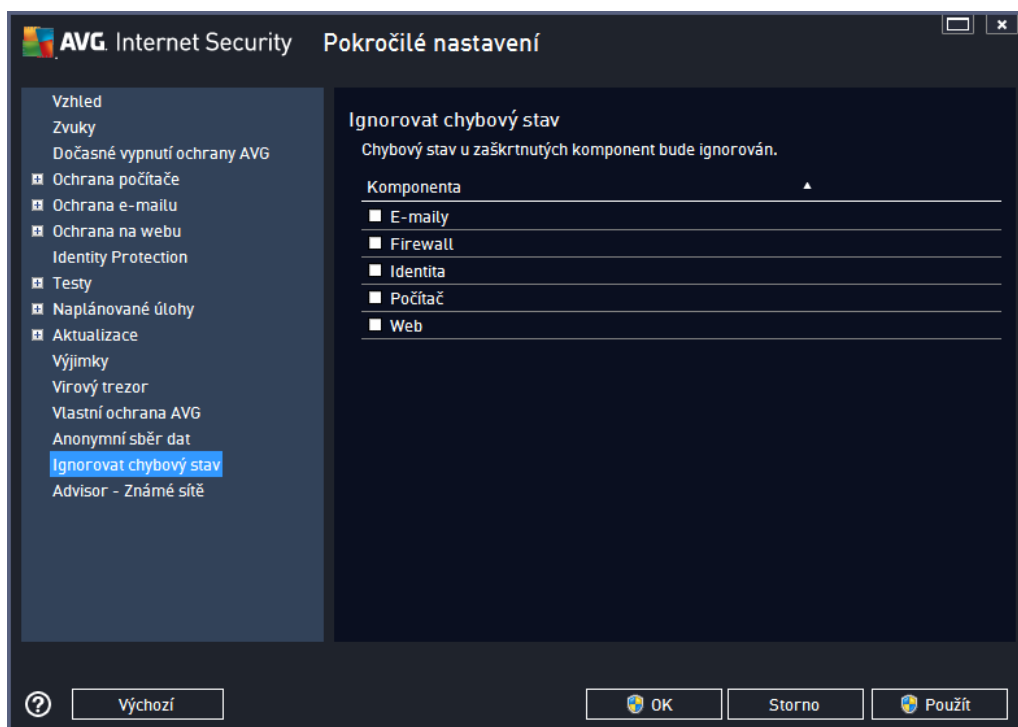 AVG. Internet Security Pokročilé nastavení
Vzhled
Zvuky
Dočasné vypnutí ochrany AVG
Ochrana počítače
Ochrana e-mailu
Ochrana na webu
Identity Protection
Testy
Naplánované úlohy
Aktualizace
Výjimky
Virový trezor
Vlastní ochrana AVG
Anonymní sběr dat
Ignorovat chybový stav
Advisor - Známé sítě
Ignorovat chybový stav
Chybový stav u zaškrtnutých komponent bude ignorován.
Komponenta
E-maily
Firewall
Identita
Počítač
Web
Výchozí
OK
Storno
Použít